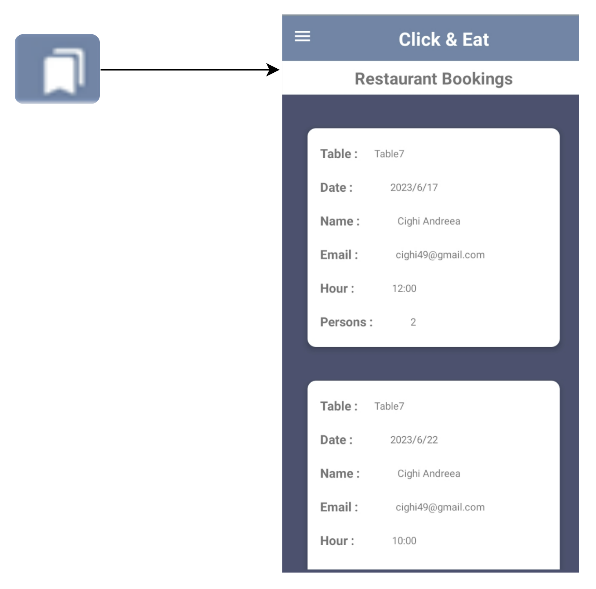 Click & Eat
Restaurant Bookings
Table : Table7
Date : 2023/6/17
Name : Cighi Andreea
Email : cighi49@gmail.com
Hour : 12:00
Persons : 2
Table : Table7
Date : 2023/6/22
Name : Cighi Andreea
Email : cighi49@gmail.com
Hour : 10:00